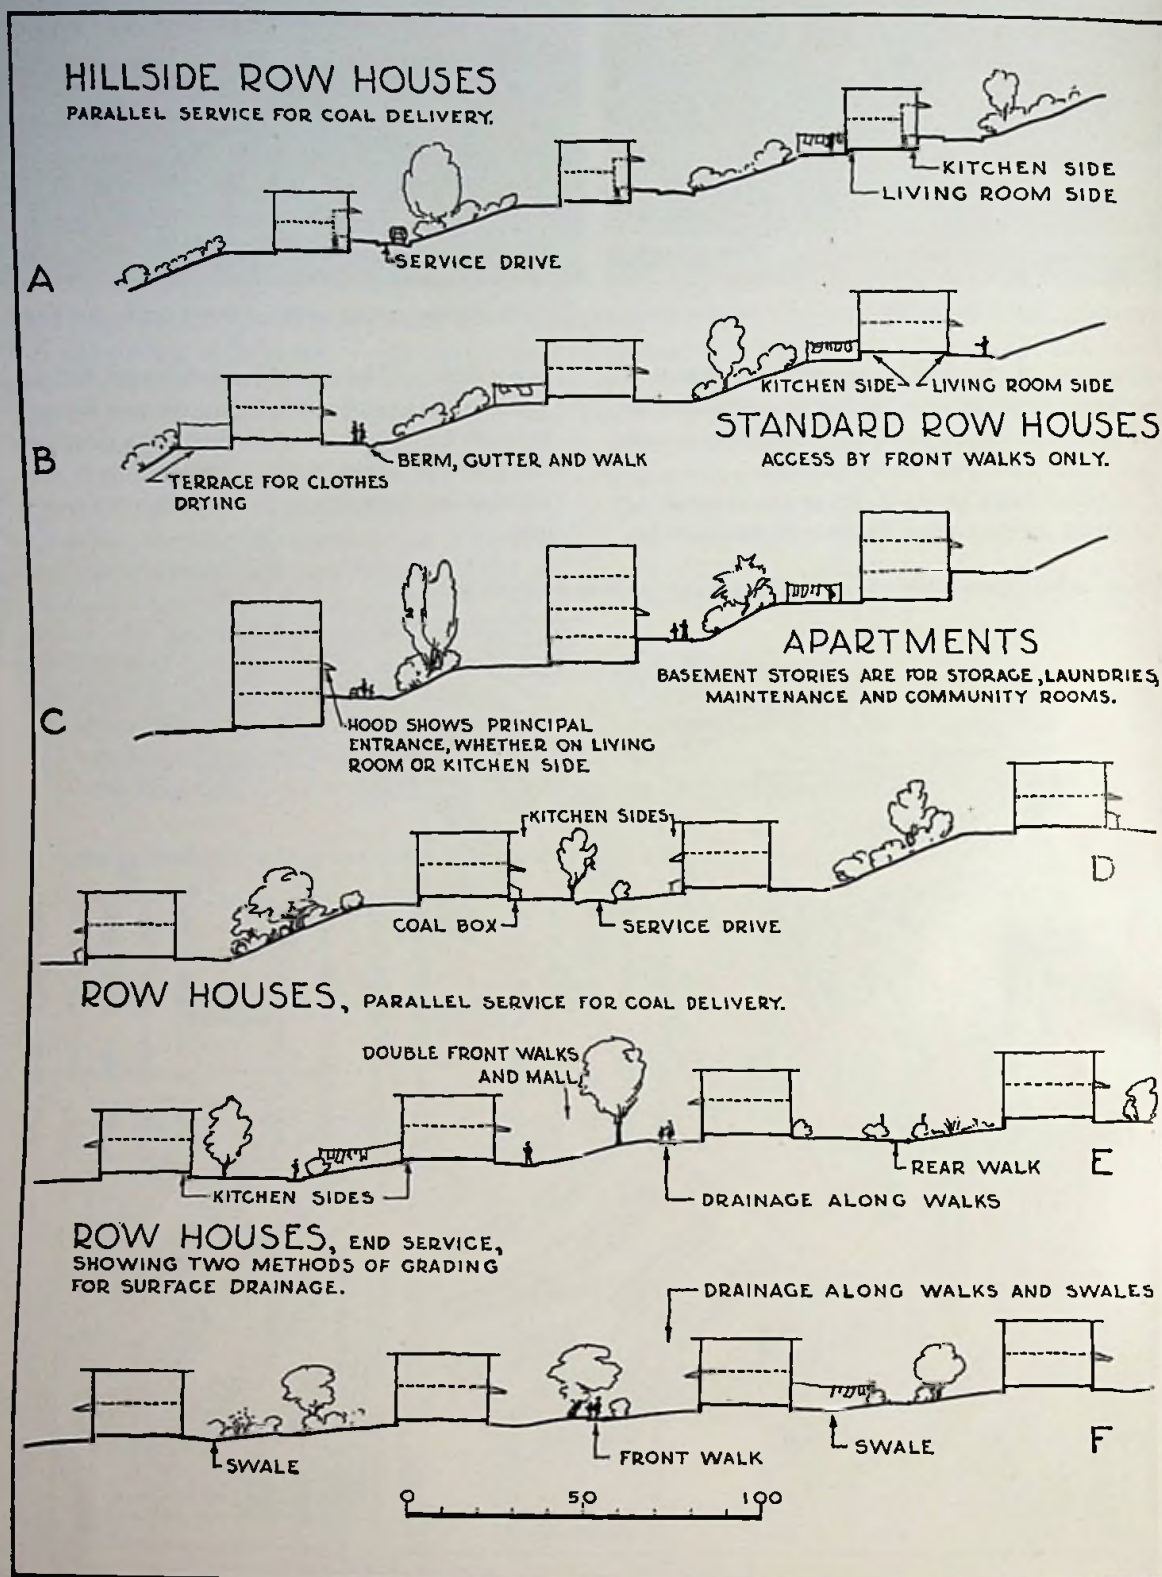 HILLSIDE ROW HOUSES
PARALLEL SERVICE FOR COAL DELIVERY.
KITCHEN SIDE
LIVING ROOM SIDE
SERVICE DRIVE
A
KITCHEN SIDE
LIVING ROOM SIDE
STANDARD ROW HOUSES
ACCESS BY FRONT WALKS ONLY.
B
BERM, GUTTER AND WALK
TERRACE FOR CLOTHES
DRYING
APARTMENTS
BASEMENT STORIES ARE FOR STORAGE, LAUNDRIES,
MAINTENANCE AND COMMUNITY ROOMS.
C
HOOD SHOWS PRINCIPAL
ENTRANCE, WHETHER ON LIVING
ROOM OR KITCHEN SIDE
KITCHEN SIDES
D
COAL BOX
SERVICE DRIVE
ROW HOUSES, PARALLEL SERVICE FOR COAL DELIVERY.
DOUBLE FRONT WALKS
AND MALL
REAR WALK
E
KITCHEN SIDES
DRAINAGE ALONG WALKS
ROW HOUSES, END SERVICE,
SHOWING TWO METHODS OF GRADING
FOR SURFACE DRAINAGE.
DRAINAGE ALONG WALKS AND SWALES
F
SWALE
FRONT WALK
SWALE
0 50 100